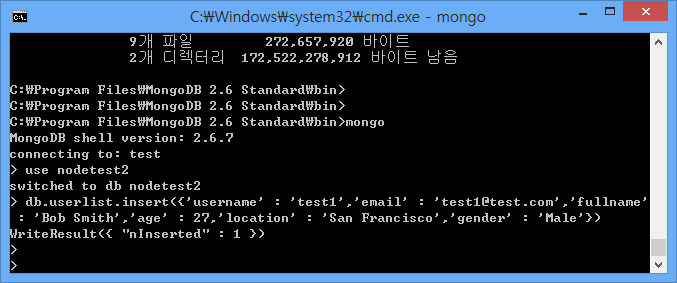 C:₩Windows₩system32₩cmd.exe - mongo
9개 파일 272,657,920 바이트
2개 디렉터리 172,522,278,912 바이트 남음
C:₩Program Files₩MongoDB 2.6 Standard₩bin>
C:₩Program Files₩MongoDB 2.6 Standard₩bin>
C:₩Program Files₩MongoDB 2.6 Standard₩bin>mongo
MongoDB shell version: 2.6.7
connecting to: test
> use nodetest2
switched to db nodetest2
> db.userlist.insert({'username' : 'test1','email' : 'test1@test.com','fullname'
: 'Bob Smith','age' : 27,'location' : 'San Francisco','gender' : 'Male'})
WriteResult({ "nInserted" : 1 })
>
>